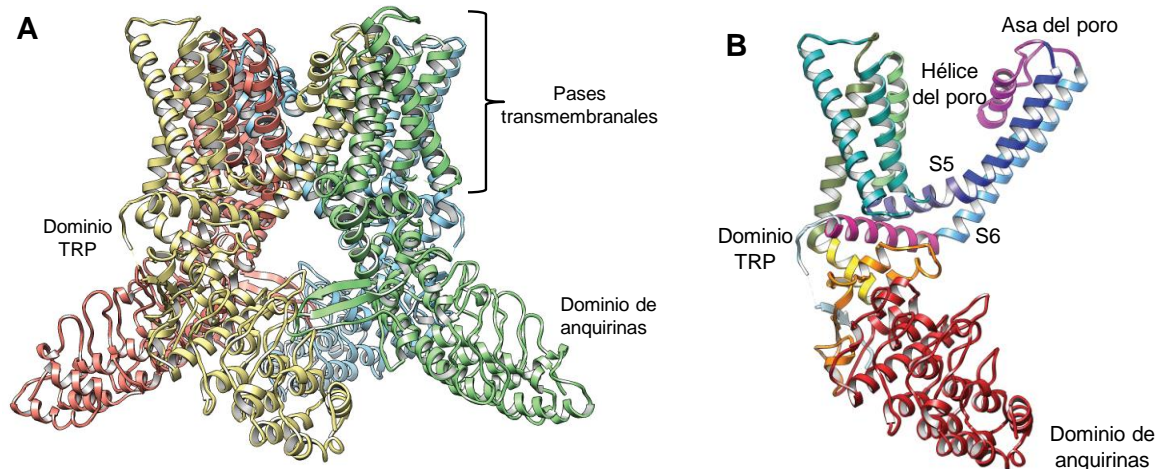 A
Pases
transmembranales
Dominio
TRP
Dominio de
anquirinas
B
Asa del poro
Hélice
del poro
S5
S6
Dominio
TRP
Dominio de
anquirinas